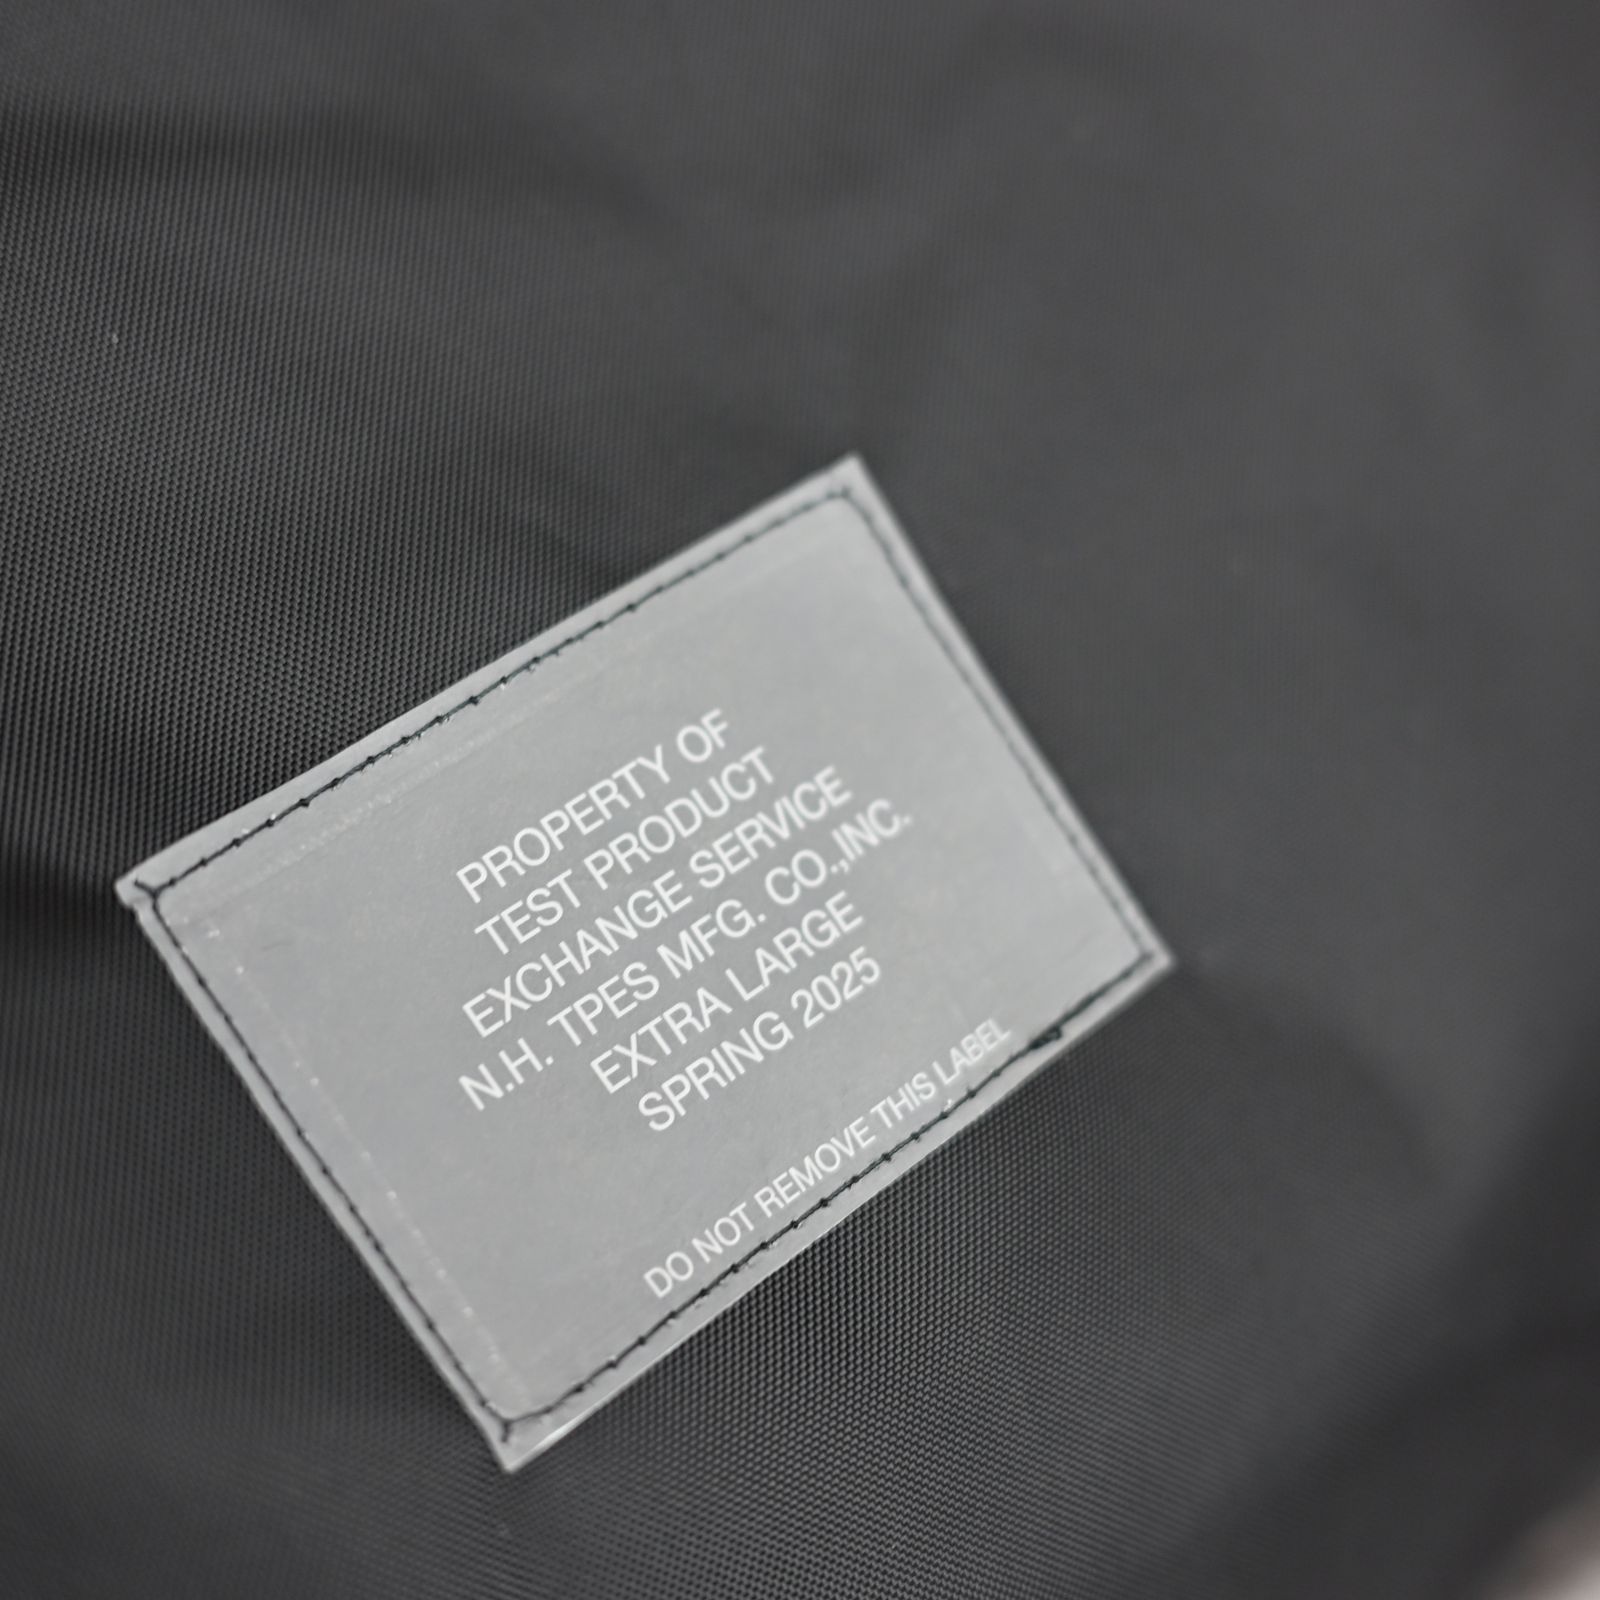 PROPERTY OF
TEST PRODUCT
EXCHANGE SERVICE
N.H. TPES MFG. CO.,INC.
EXTRA LARGE
SPRING 2025
DO NOT REMOVE THIS LABEL